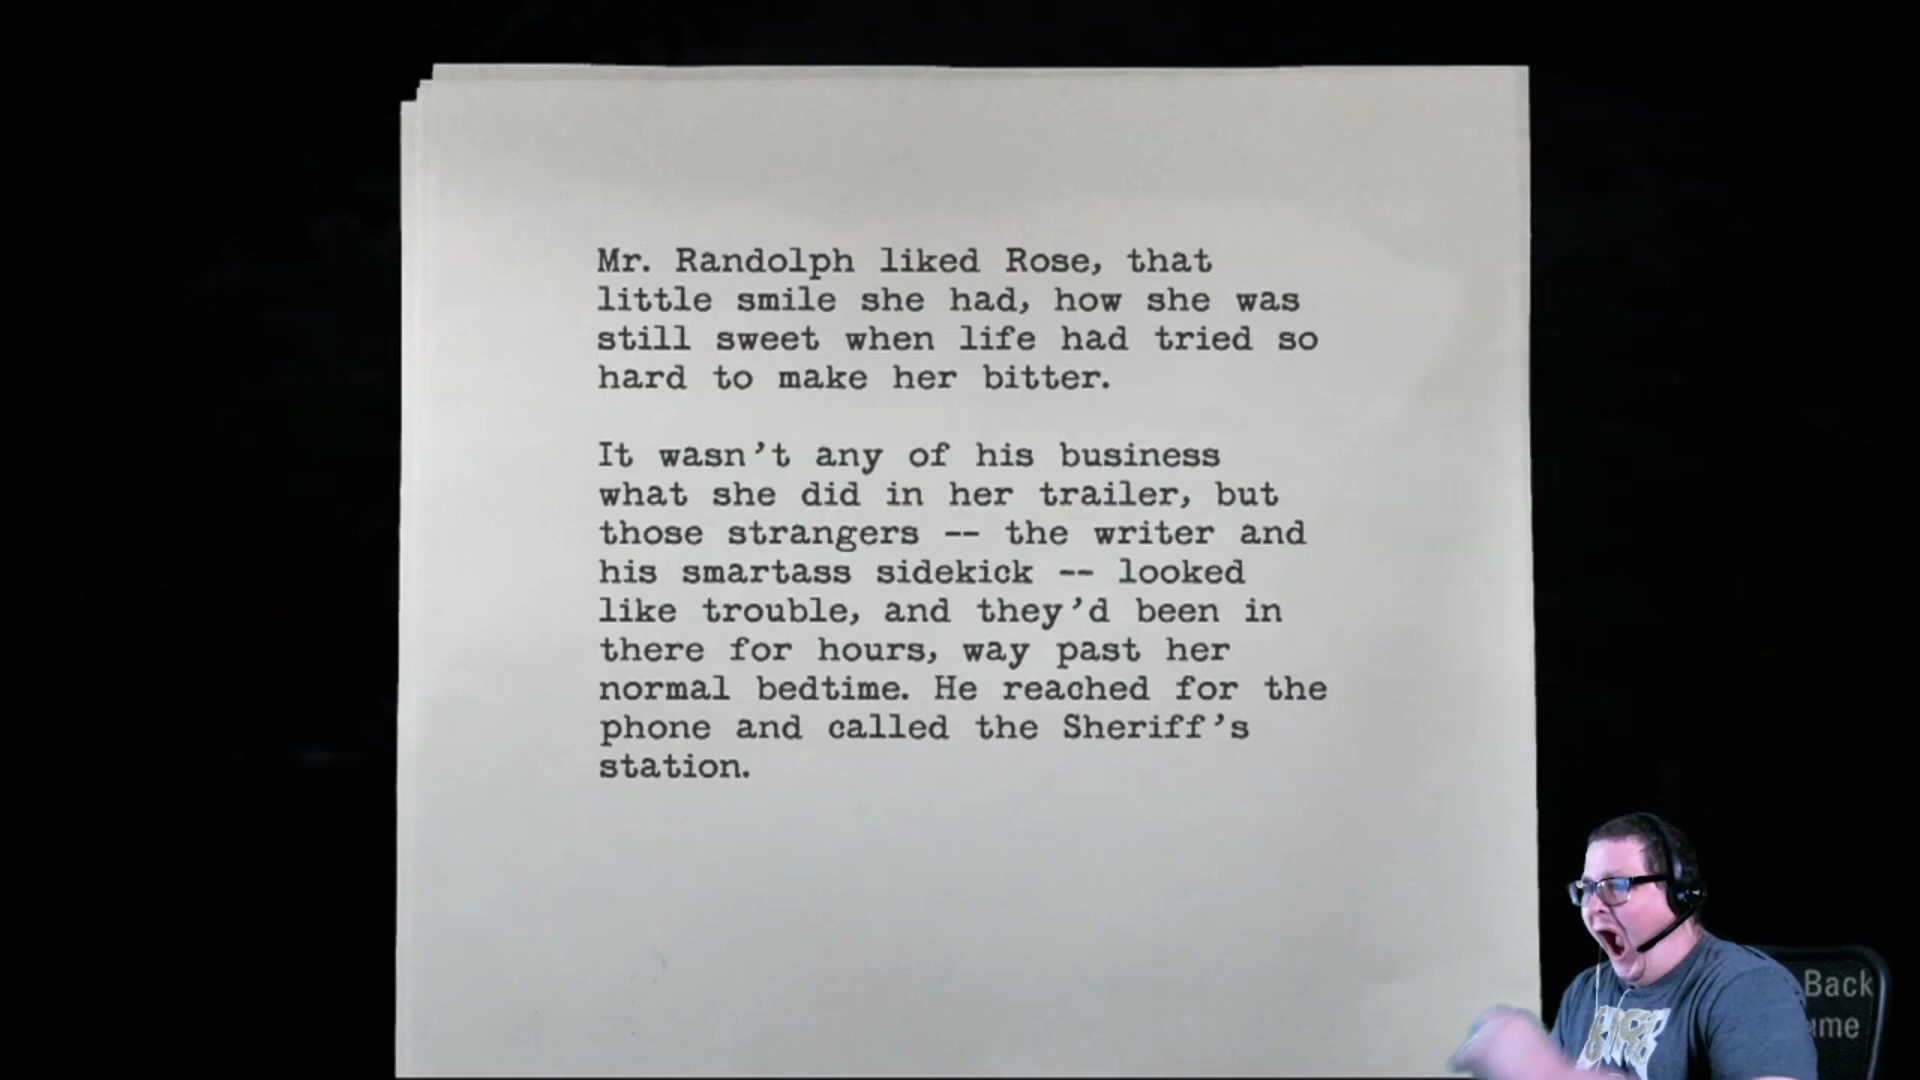 Mr. Randolph liked Rose, that
little smile she had, how she was
still sweet when life had tried so
hard to make her bitter.
It wasn't any of his business
what she did in her trailer, but
those strangers -- the writer and
his smartass sidekick -- looked
like trouble, and they'd been in
there for hours, way past her
normal bedtime. He reached for the
phone and called the Sheriff's
station.
Back